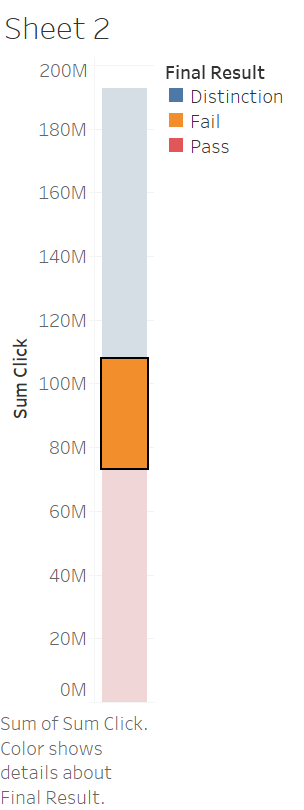 Sheet 2
Final Result
Distinction
Fail
Pass
200M
180M
160M
140M
120M
100M
80M
60M
40M
20M
0M
Sum Click
Sum of Sum Click.
Color shows
details about
Final Result.